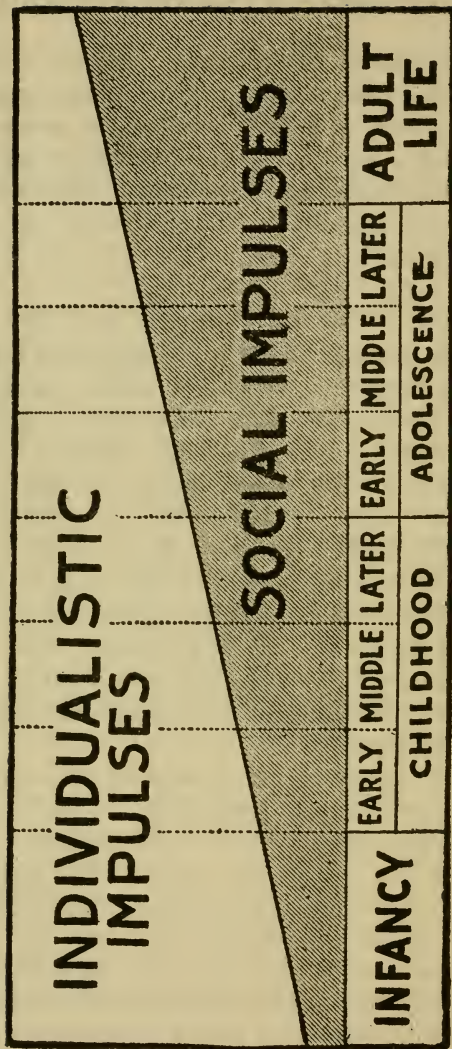 INDIVIDUALISTIC
IMPULSES
SOCIAL IMPULSES
INFANCY
EARLY MIDDLE LATER
CHILDHOOD
EARLY MIDDLE LATER
ADOLESCENCE
ADULT
LIFE